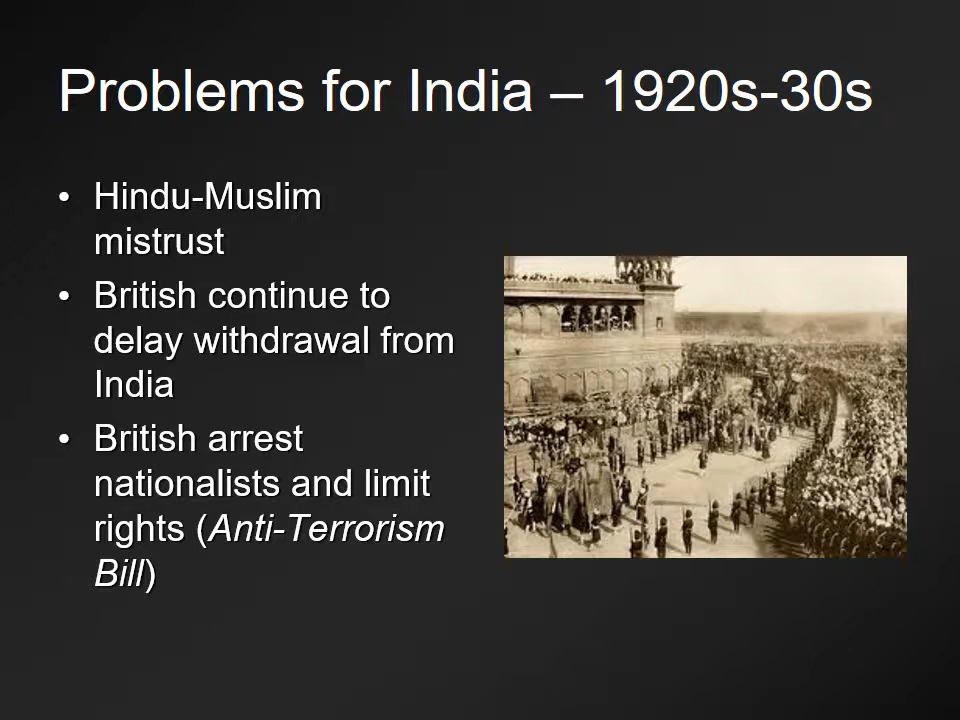 Problems for India – 1920s-30s
• Hindu-Muslim
mistrust
• British continue to
delay withdrawal from
India
• British arrest
nationalists and limit
rights (Anti-Terrorism
Bill)